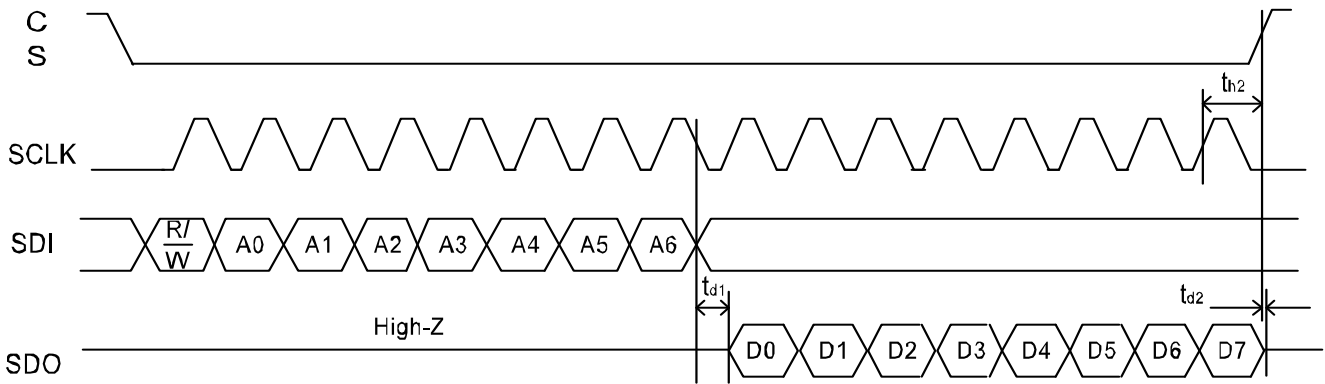 C
S
th2
SCLK
SDI
R/
W
A0 A1 A2 A3 A4 A5 A6
td1
td2
High-Z
SDO
D0 D1 D2 D3 D4 D5 D6 D7